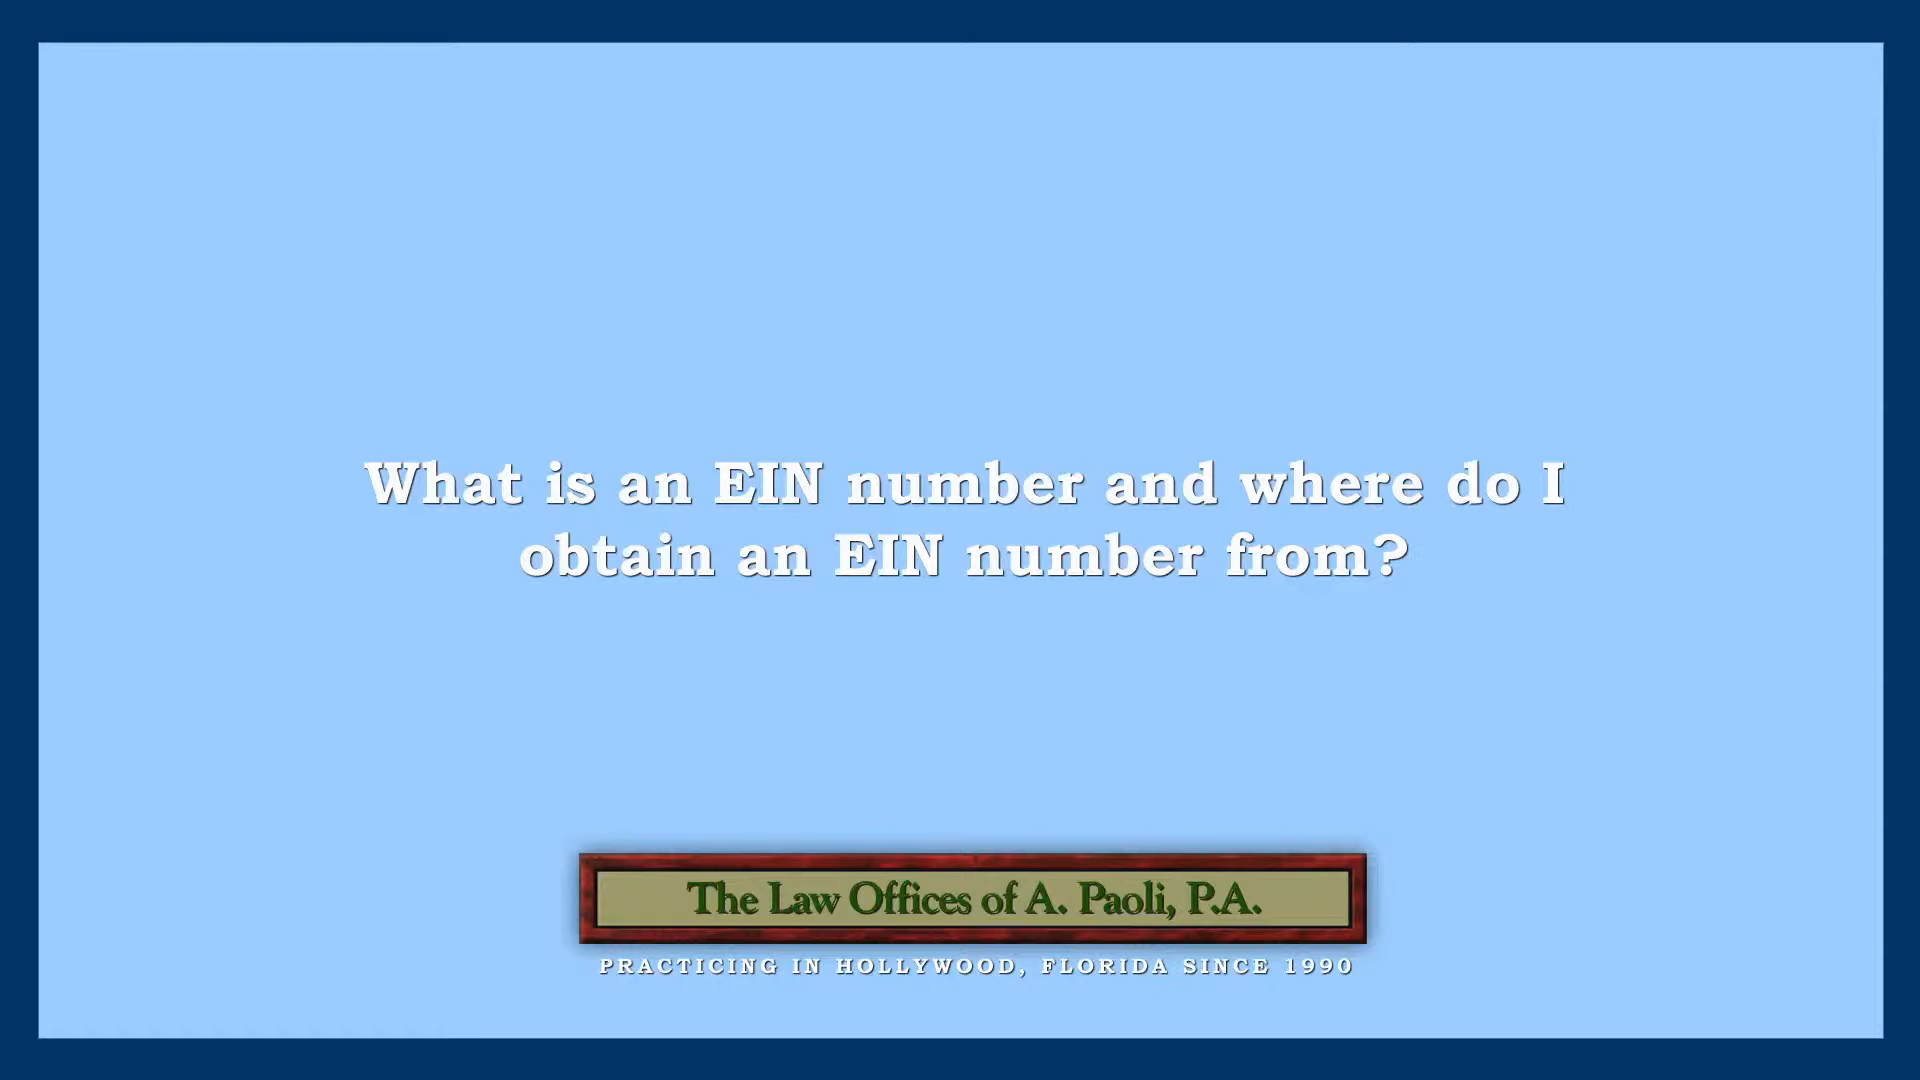 What is an EIN number and where do I
obtain an EIN number from?
The Law Offices of A. Paoli, P.A.
PRACTICING IN HOLLYWOOD, FLORIDA SINCE 1990